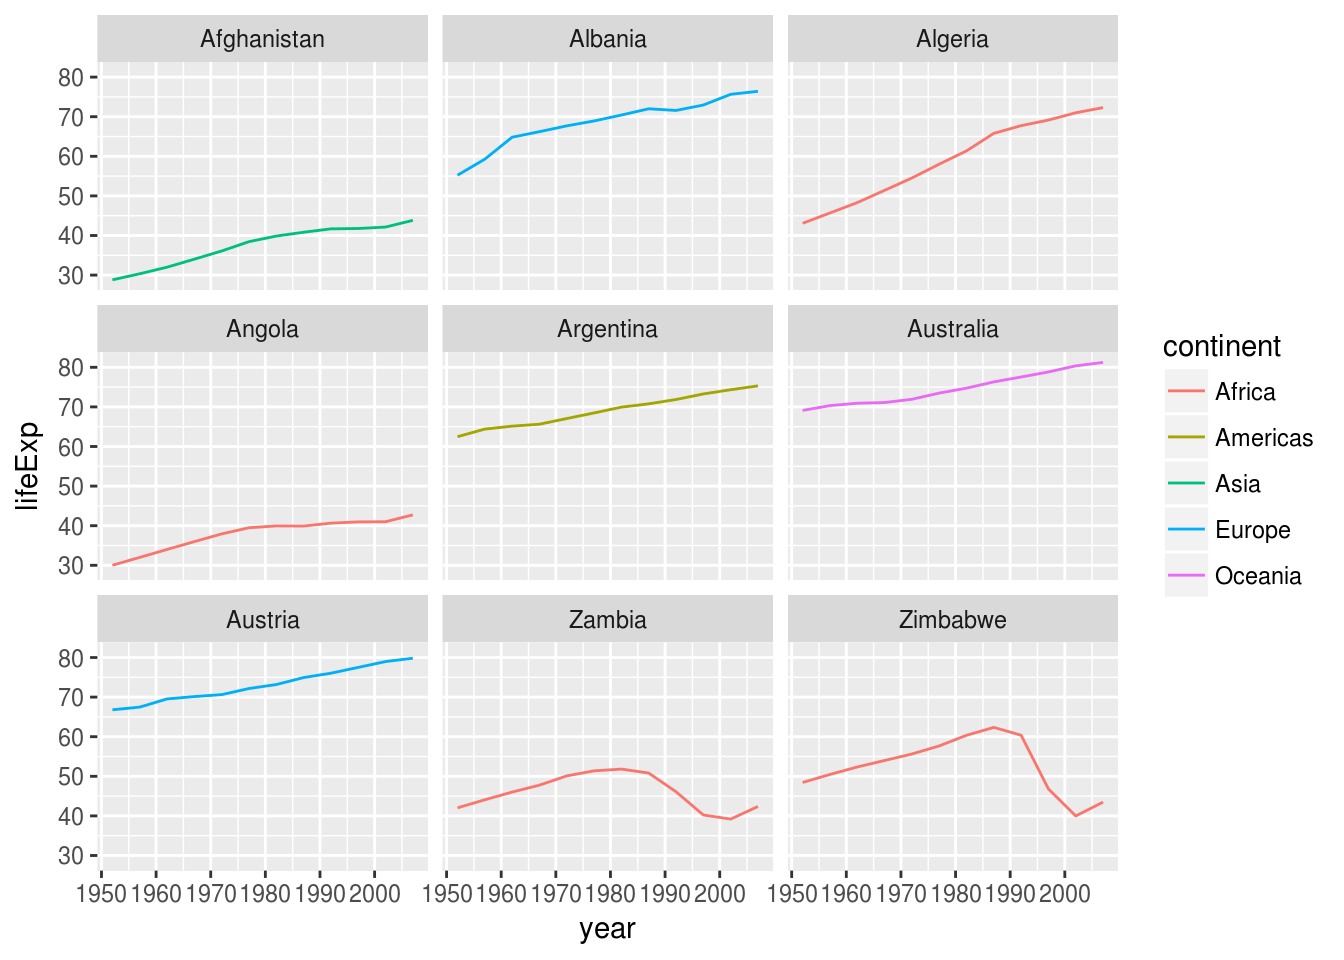 Afghanistan Albania Algeria
80
70
60
50
40
30
Angola Argentina Australia
80
70
60
50
40
30
Austria Zambia Zimbabwe
80
70
60
50
40
30
1950 1960 1970 1980 1990 2000 1950 1960 1970 1980 1990 2000 1950 1960 1970 1980 1990 2000
year
lifeExp
continent
Africa
Americas
Asia
Europe
Oceania